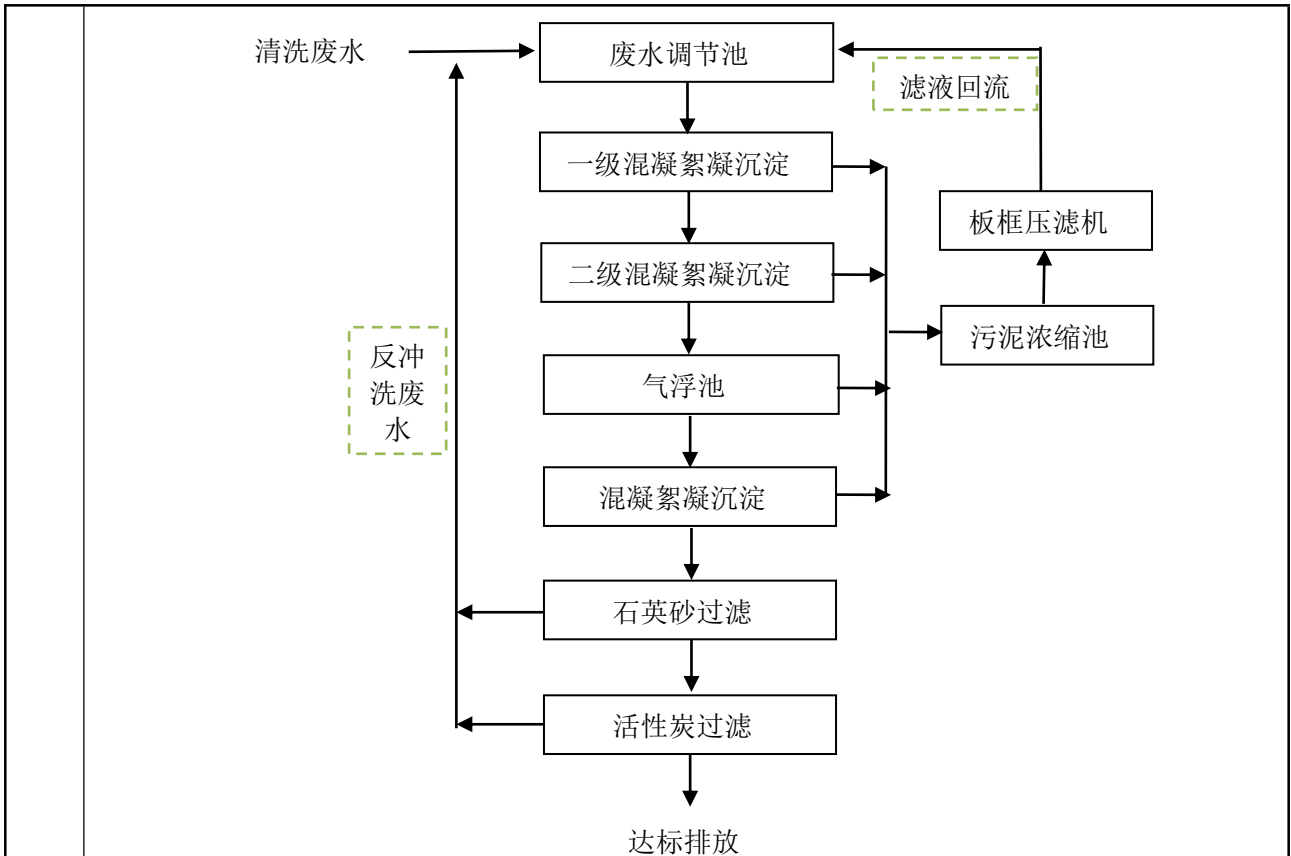 清洗废水
废水调节池
滤液回流
一级混凝絮凝沉淀
板框压滤机
二级混凝絮凝沉淀
污泥浓缩池
反冲
洗废
水
气浮池
混凝絮凝沉淀
石英砂过滤
活性炭过滤
达标排放